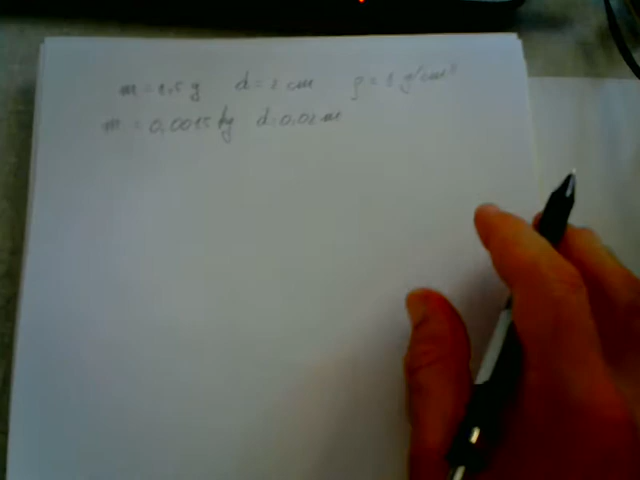 m = 1,5 g d = 2 cm ρ = 1 g/cm³
m = 0,0015 kg d = 0,02 m